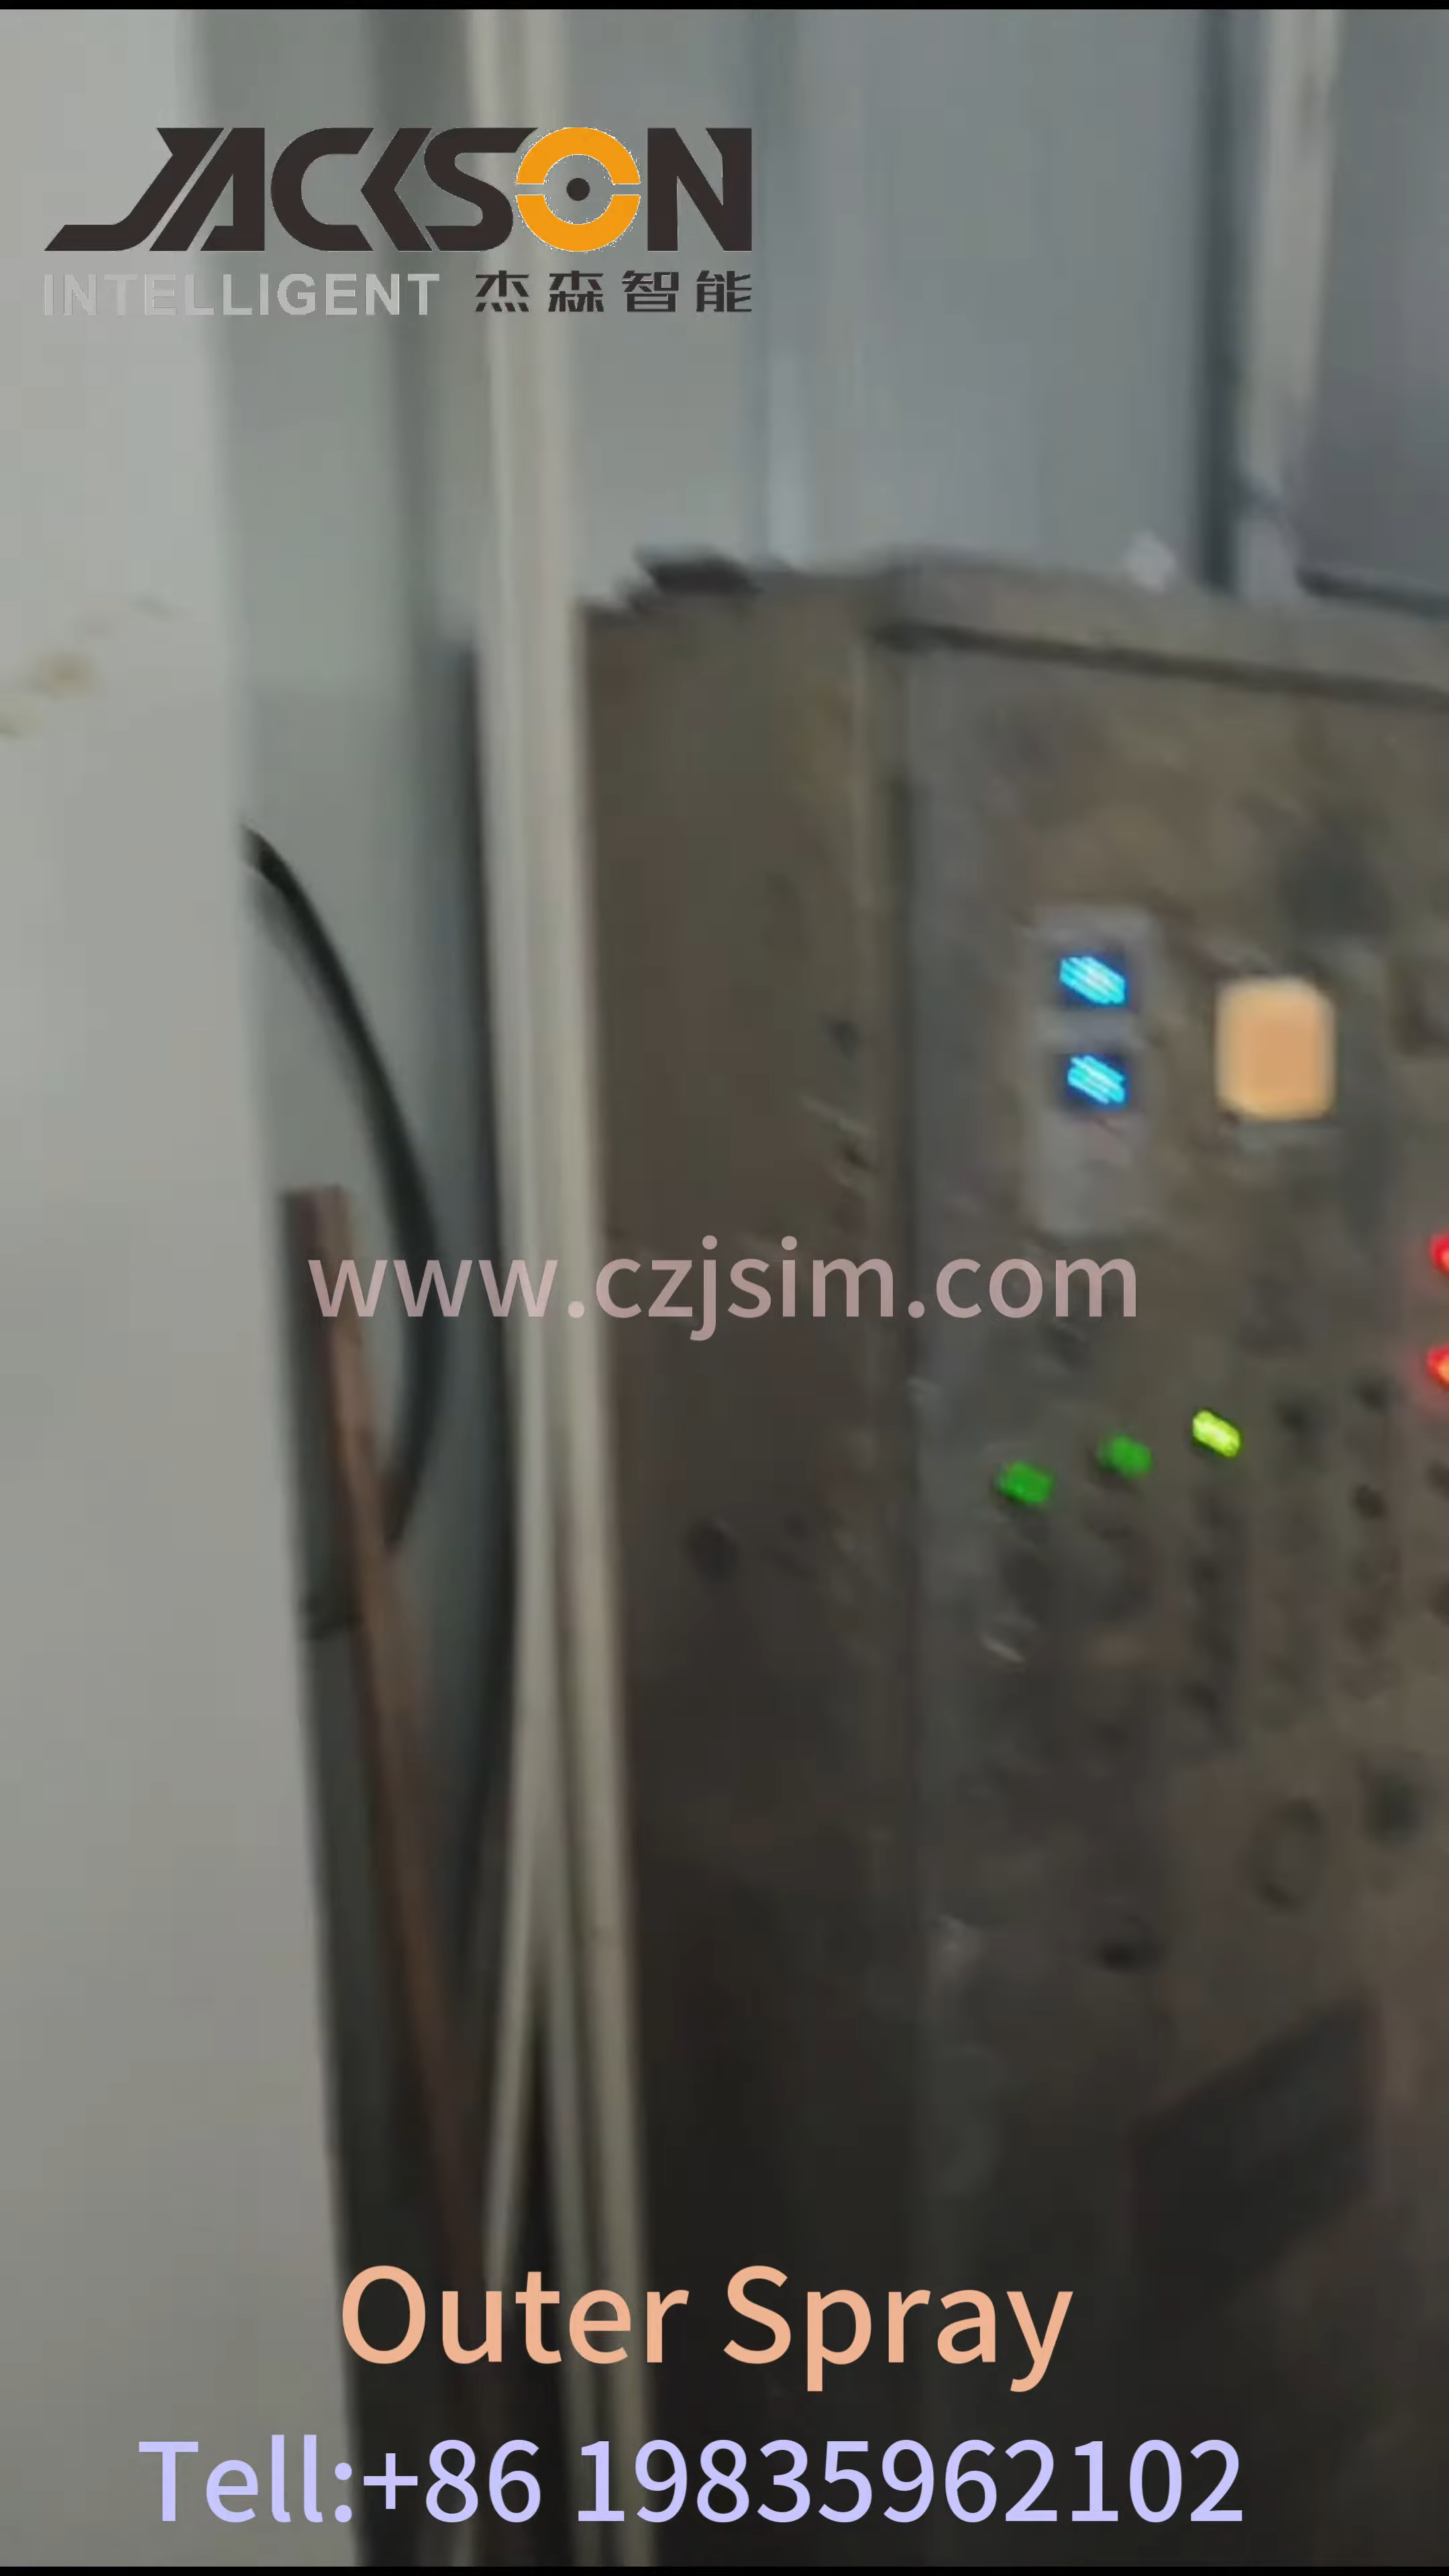 JACKSON
INTELLIGENT 杰森智能
www.czjsim.com
Outer Spray
Tell:+86 19835962102